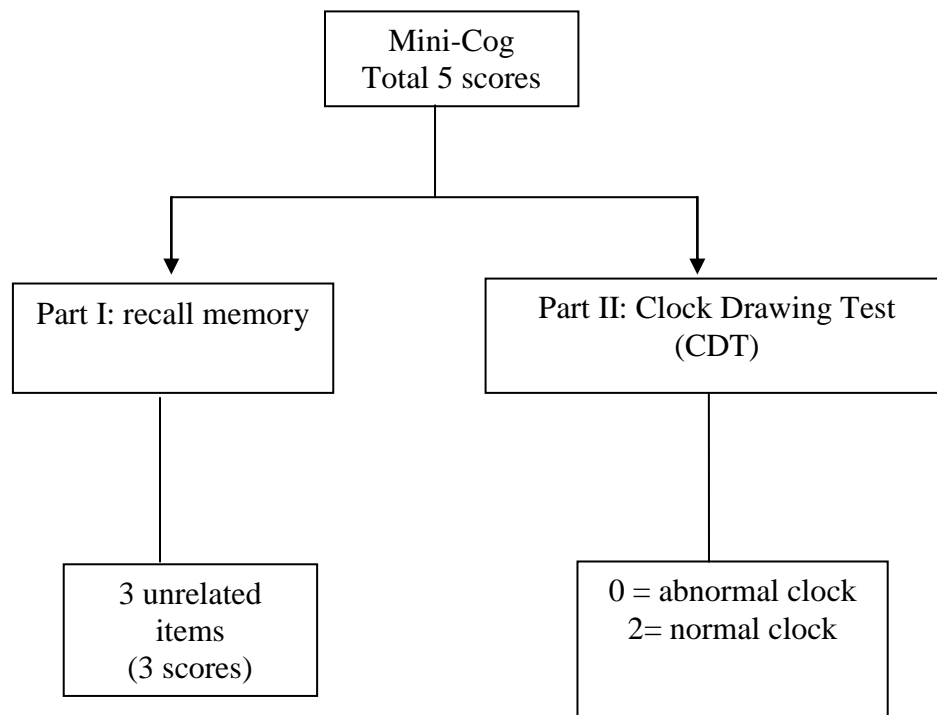 Mini-Cog
Total 5 scores
Part I: recall memory
Part II: Clock Drawing Test
(CDT)
3 unrelated
items
(3 scores)
0 = abnormal clock
2= normal clock